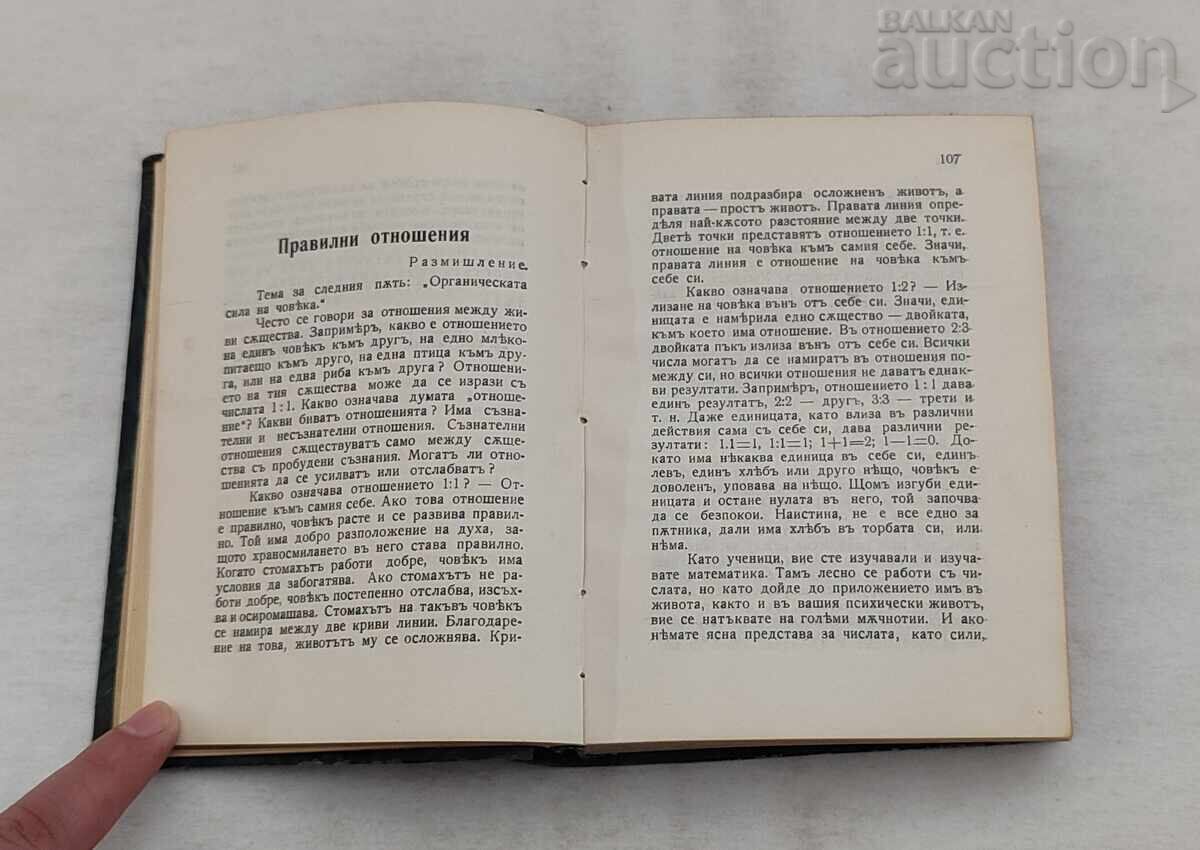 BALKAN
auction
Правилни отношения
Размишление.
Тема за следния пѫть: „Органическата
сила на човѣка.“
Често се говори за отношения между жи-
ви сѫщества. Запримѣръ, какво е отношението
на единъ човѣкъ къмъ другъ, на едно млѣко-
питаещо къмъ друго, на една птица къмъ дру-
га, или на една риба къмъ друга? Отношени-
ето на тия сѫщества може да се изрази съ
числата 1:1. Какво означава думата „отноше-
ние“? Какви биватъ отношенията? Има съзна-
телни и несъзнателни отношения. Съзнателни
отношения сѫществуватъ само между сѫще-
ства съ пробудени съзнания. Могатъ ли отно-
шенията да се усилватъ или отслабватъ?
Какво означава отношението 1:1? — От-
ношение къмъ самия себе. Ако това отношение
е правилно, човѣкъ расте и се развива правил-
но. Той има добро разположение на духа, за-
щото храносмилането въ него става правилно.
Когато стомахътъ работи добре, човѣкъ има
условия да забогатява. Ако стомахътъ не ра-
боти добре, човѣкъ постепенно отслабва, изсъх-
ва и осиромашава. Стомахътъ на такъвъ човѣкъ
се намира между две криви линии. Благодаре-
ние на това, животътъ му се осложнява. Кри-
107
вата линия подразбира осложненъ животъ, а
правата — простъ животъ. Правата линия опре-
дѣля най-кѫсото разстояние между две точки.
Дветѣ точки представятъ отношението 1:1, т. е.
отношение на човѣка къмъ самия себе. Значи,
правата линия е отношение на човѣка къмъ
себе си.
Какво означава отношението 1:2? — Из-
лизане на човѣка вънъ отъ себе си. Значи, еди-
ницата е намѣрила едно сѫщество — двойката,
къмъ което има отношение. Въ отношението 2:3
двойката пъкъ излиза вънъ отъ себе си. Всички
числа могатъ да се намиратъ въ отношения по-
между си, но всички отношения не даватъ еднак-
ви резултати. Запримѣръ, отношението 1:1 дава
единъ резултатъ, 2:2 — другъ, 3:3 — трети и
т. н. Даже единицата, като влиза въ различни
действия сама съ себе си, дава различни ре-
зултати: 1.1=1, 1:1=1; 1+1=2; 1—1=0. До-
като има нѣкаква единица въ себе си, единъ
левъ, единъ хлѣбъ или друго нѣщо, човѣкъ е
доволенъ, уповава на нѣщо. Щомъ изгуби еди-
ницата и остане нулата въ него, той започва
да се безпокои. Наистина, не е все едно за
пѫтника, дали има хлѣбъ въ торбата си, или
нѣма.
Като ученици, вие сте изучавали и изуча-
вате математика. Тамъ лесно се работи съ чи-
слата, но като дойде до приложението имъ въ
живота, както и въ вашия психически животъ,
вие се натъквате на голѣми мѫчнотии. И ако
нѣмате ясна представа за числата, като сили,